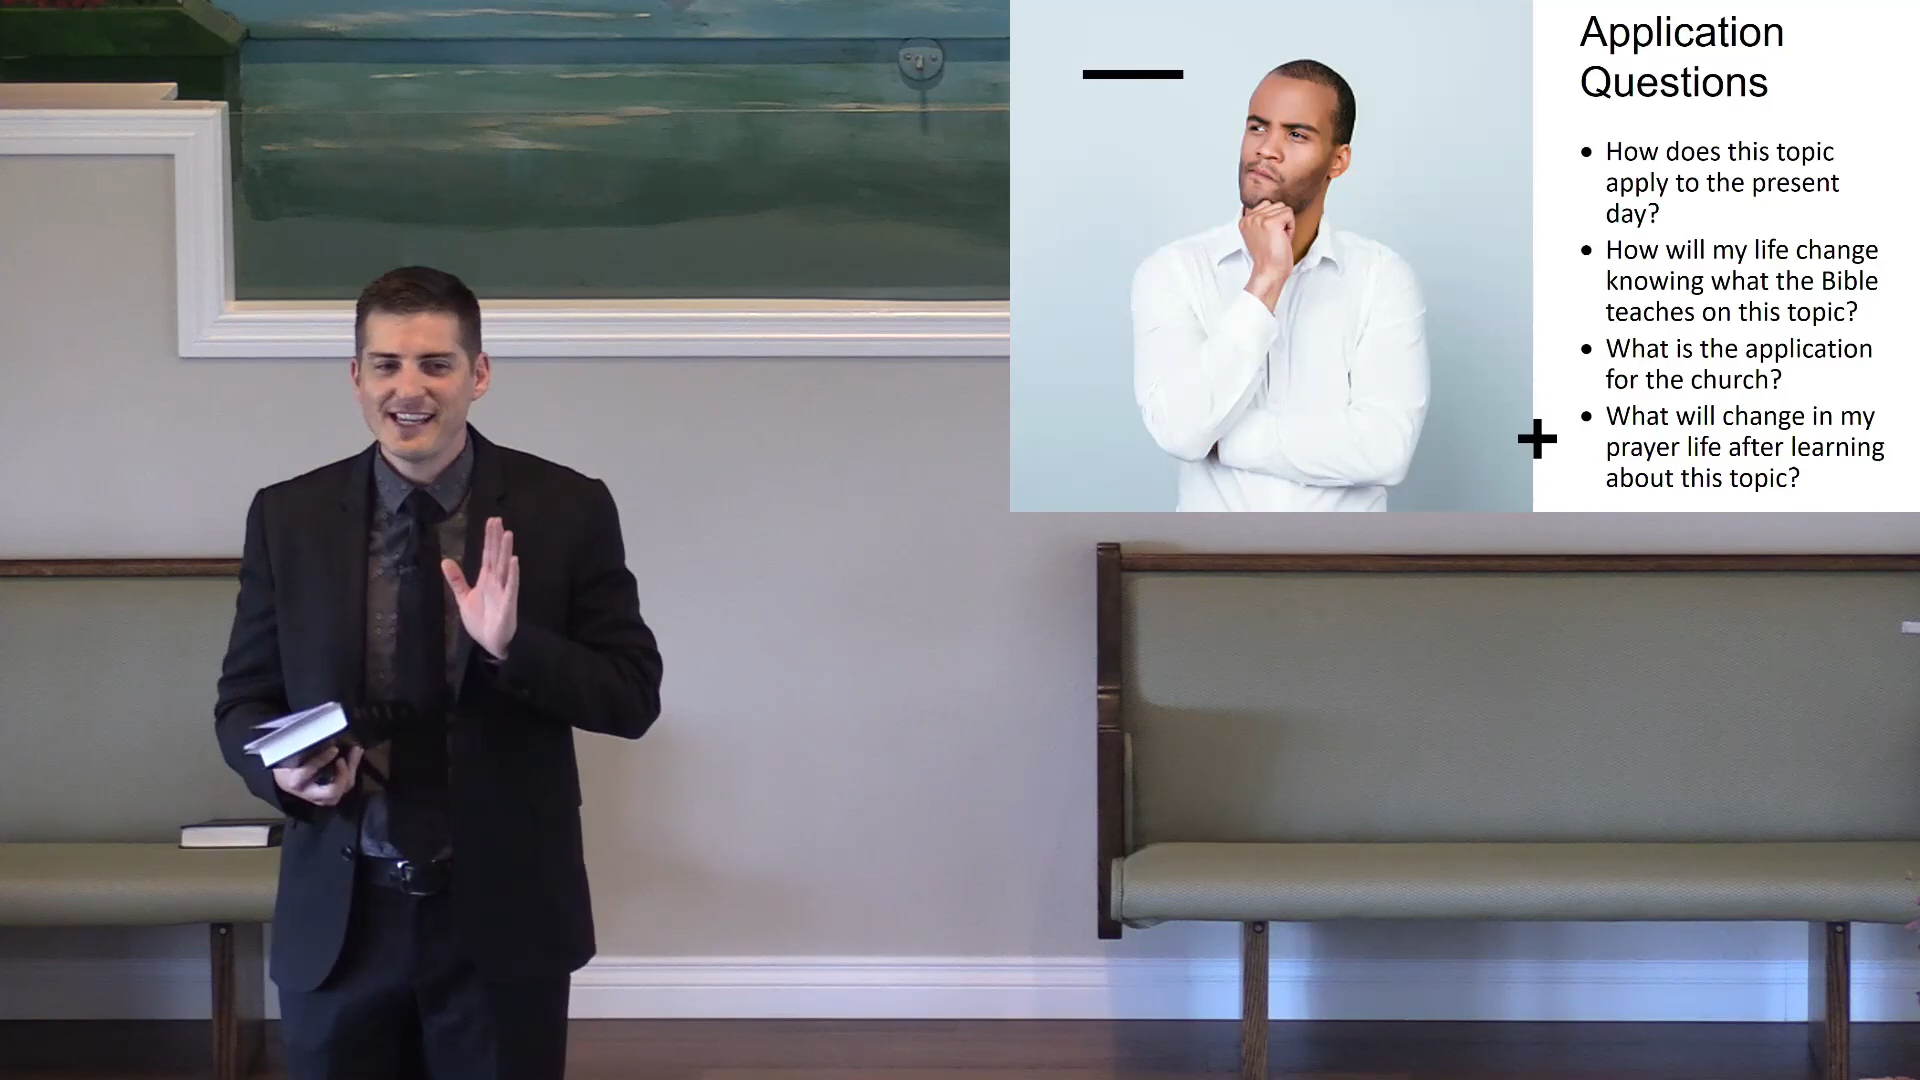 Application
Questions
• How does this topic
apply to the present
day?
• How will my life change
knowing what the Bible
teaches on this topic?
• What is the application
for the church?
• What will change in my
prayer life after learning
about this topic?